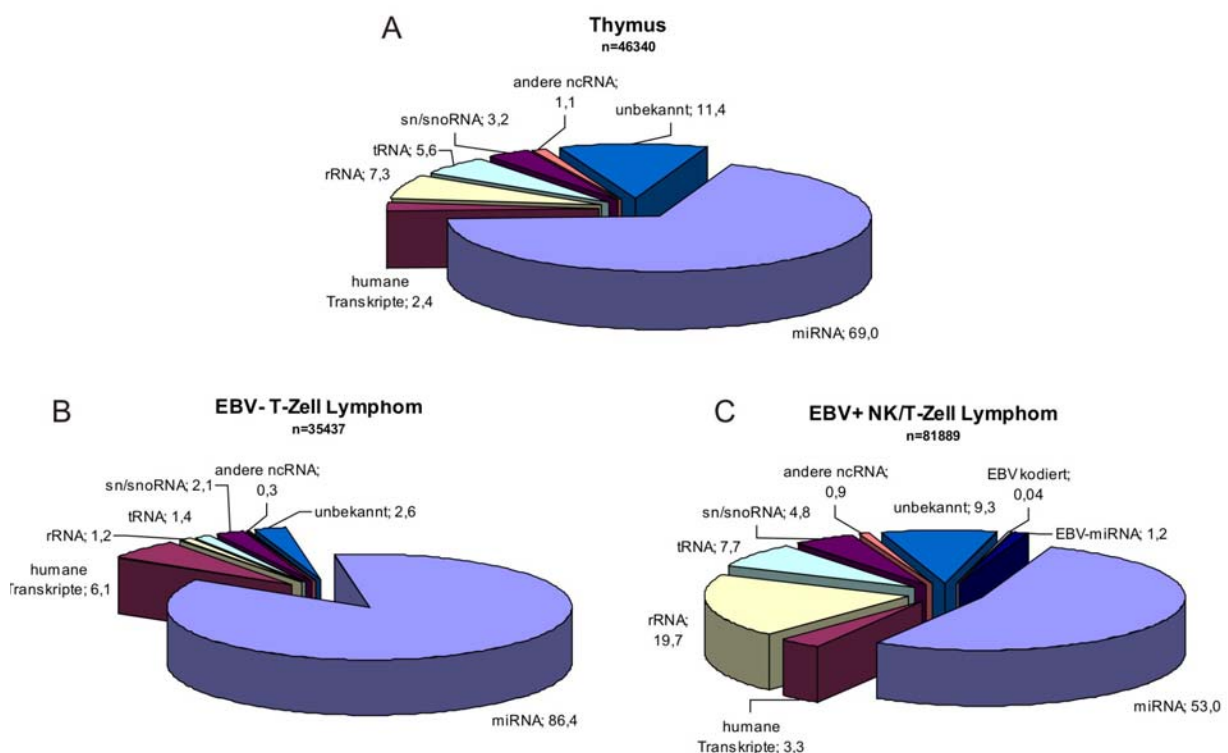 A
Thymus
n=46340
andere ncRNA;
1,1
unbekannt; 11,4
sn/snoRNA; 3,2
tRNA; 5,6
rRNA; 7,3
humane
Transkripte; 2,4
miRNA; 69,0
B
EBV- T-Zell Lymphom
n=35437
andere ncRNA;
0,3
sn/snoRNA; 2,1
unbekannt; 2,6
tRNA; 1,4
rRNA; 1,2
humane
Transkripte; 6,1
miRNA; 86,4
C
EBV+ NK/T-Zell Lymphom
n=81889
andere ncRNA;
0,9
EBV kodiert;
0,04
unbekannt; 9,3
sn/snoRNA; 4,8
EBV-miRNA; 1,2
tRNA; 7,7
rRNA;
19,7
humane
Transkripte; 3,3
miRNA; 53,0